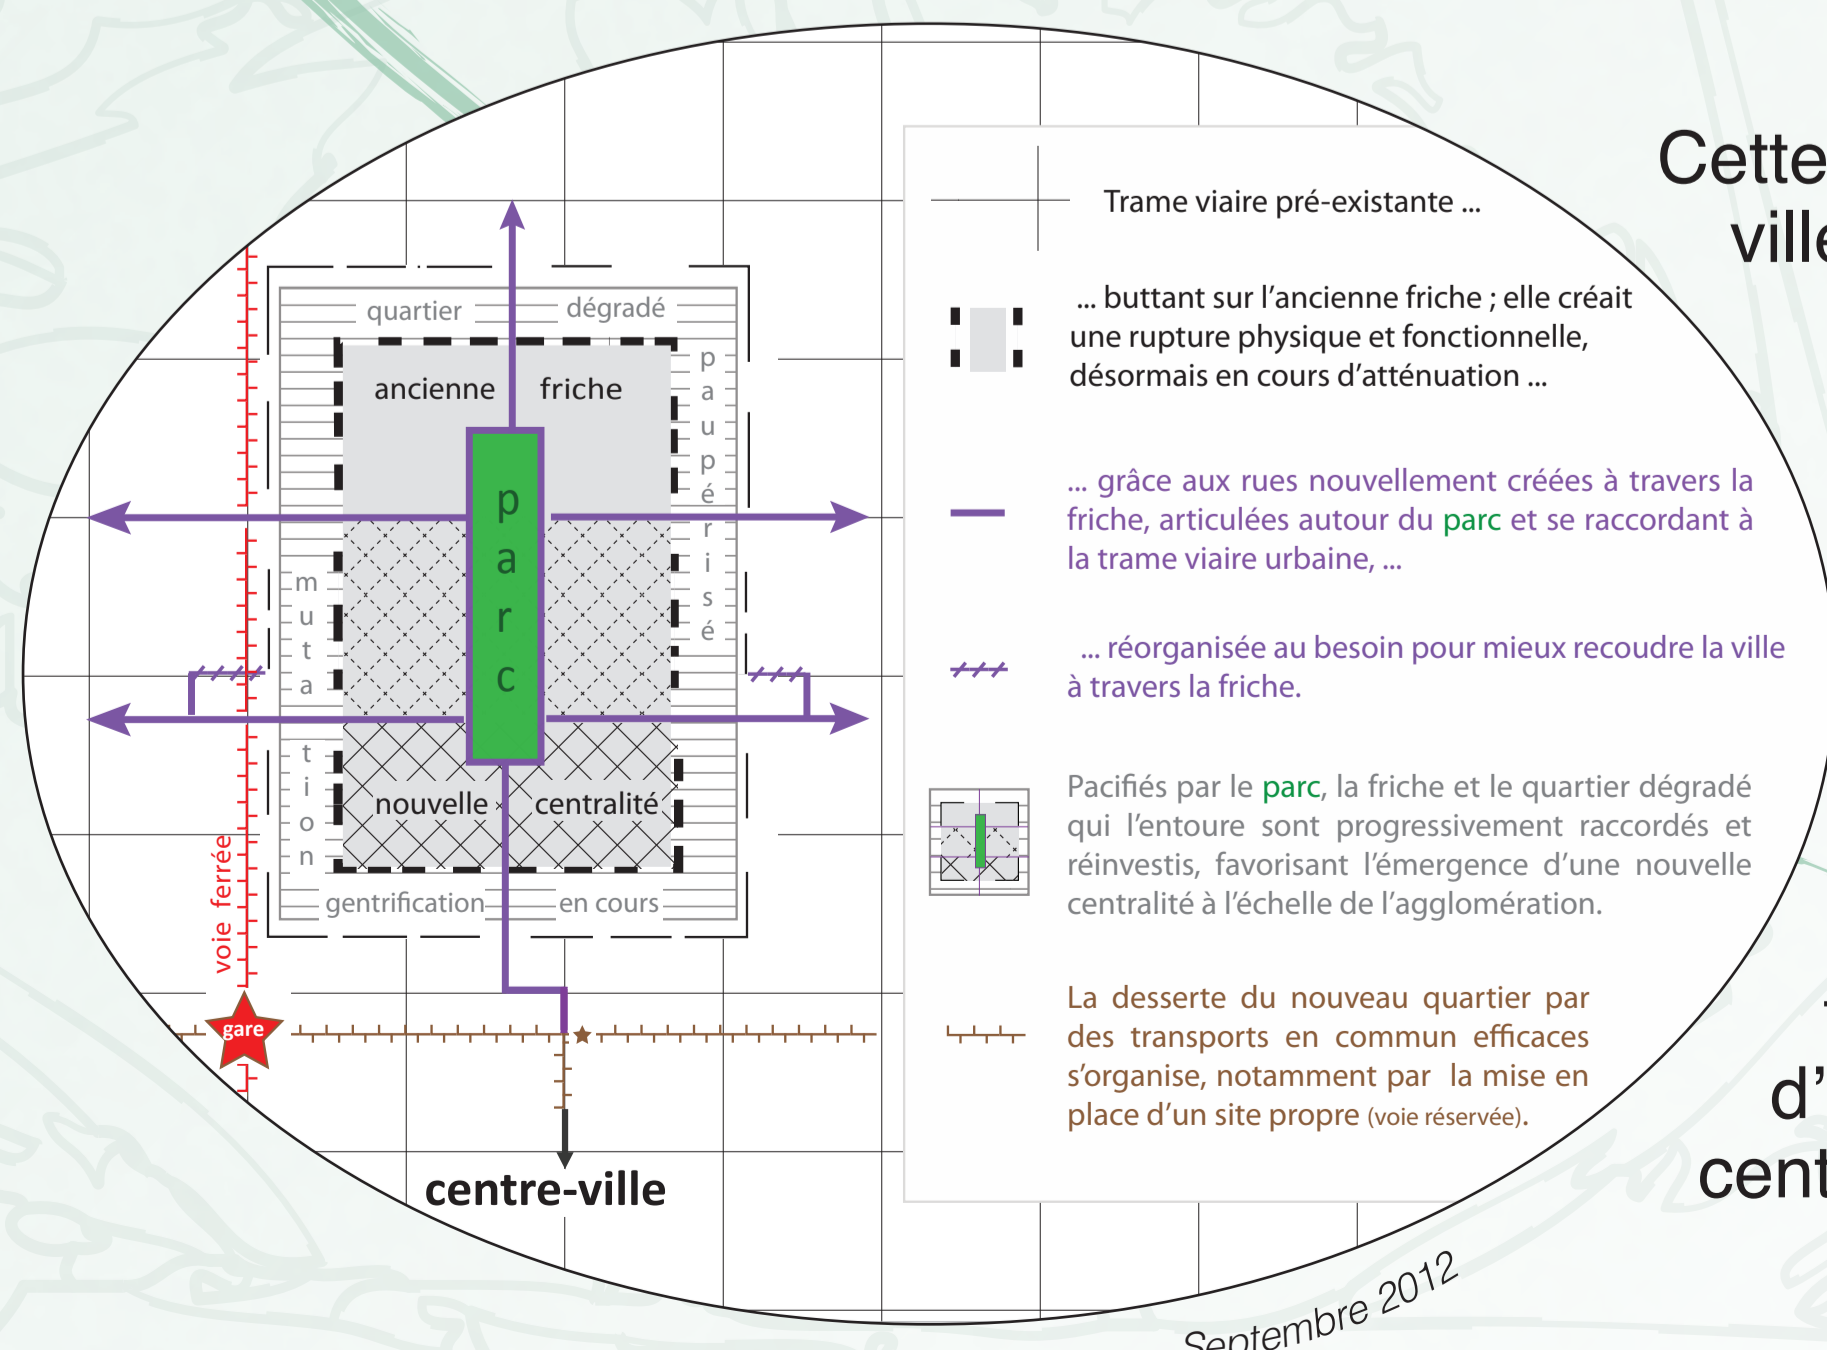 quartier dégradé
paupérisé
ancienne friche
parc
mutation
nouvelle centralité
gentrification en cours
voie ferrée
gare
centre-ville
Trame viaire pré-existante ...
... buttant sur l'ancienne friche ; elle créait
une rupture physique et fonctionnelle,
désormais en cours d'atténuation ...
... grâce aux rues nouvellement créées à travers la
friche, articulées autour du parc et se raccordant à
la trame viaire urbaine, ...
... réorganisée au besoin pour mieux recoudre la ville
à travers la friche.
Pacifiés par le parc, la friche et le quartier dégradé
qui l'entoure sont progressivement raccordés et
réinvestis, favorisant l'émergence d'une nouvelle
centralité à l'échelle de l'agglomération.
La desserte du nouveau quartier par
des transports en commun efficaces
s'organise, notamment par la mise en
place d'un site propre (voie réservée).
Cette
ville
d'
cent
Septembre 2012